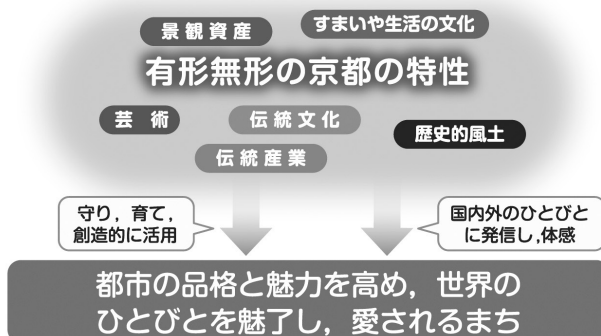 景観資産
すまいや生活の文化
有形無形の京都の特性
芸術
伝統文化
歴史的風土
伝統産業
守り，育て，
創造的に活用
国内外のひとびと
に発信し，体感
都市の品格と魅力を高め，世界の
ひとびとを魅了し，愛されるまち